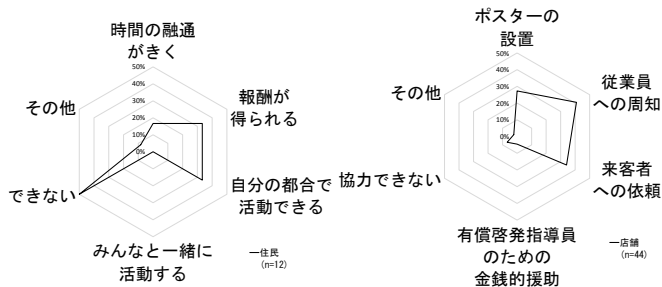 時間の融通
がきく
50%
40%
30%
20%
10%
0%
報酬が
得られる
自分の都合で
活動できる
みんなと一緒に
活動する
できない
その他
―住民
(n=12)
ポスターの
設置
50%
40%
30%
20%
10%
0%
従業員
への周知
来客者
への依頼
有償啓発指導員
のための
金銭的援助
協力できない
その他
―店舗
(n=44)